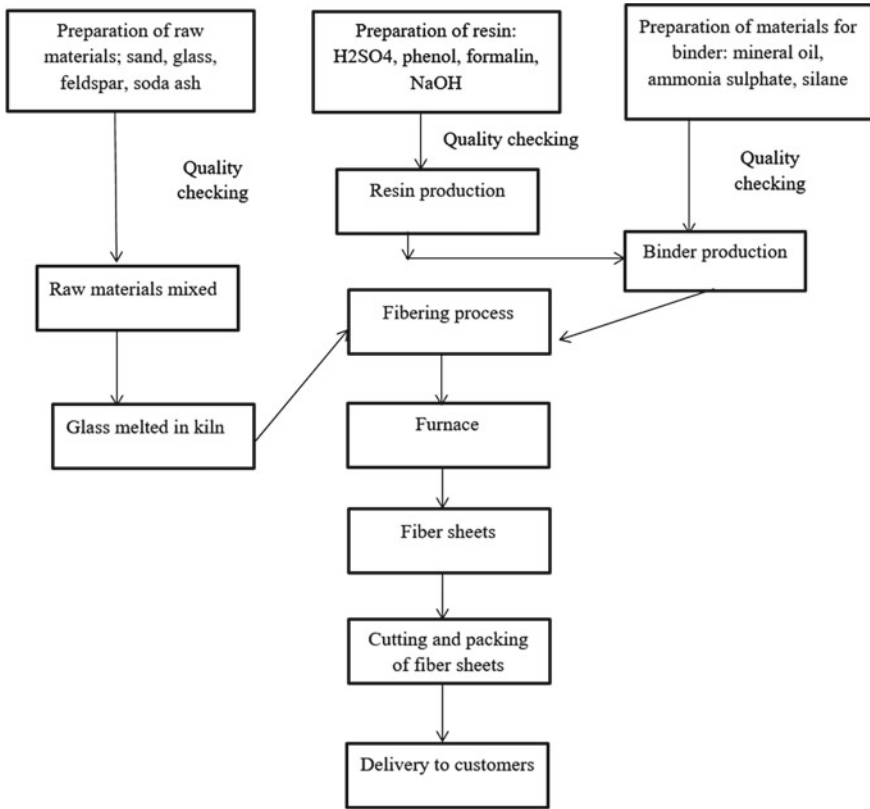 Preparation of raw
materials; sand, glass,
feldspar, soda ash
Preparation of resin:
H2SO4, phenol, formalin,
NaOH
Preparation of materials for
binder: mineral oil,
ammonia sulphate, silane
Quality
checking
Quality checking
Quality
checking
Resin production
Binder production
Raw materials mixed
Fibering process
Glass melted in kiln
Furnace
Fiber sheets
Cutting and packing
of fiber sheets
Delivery to customers